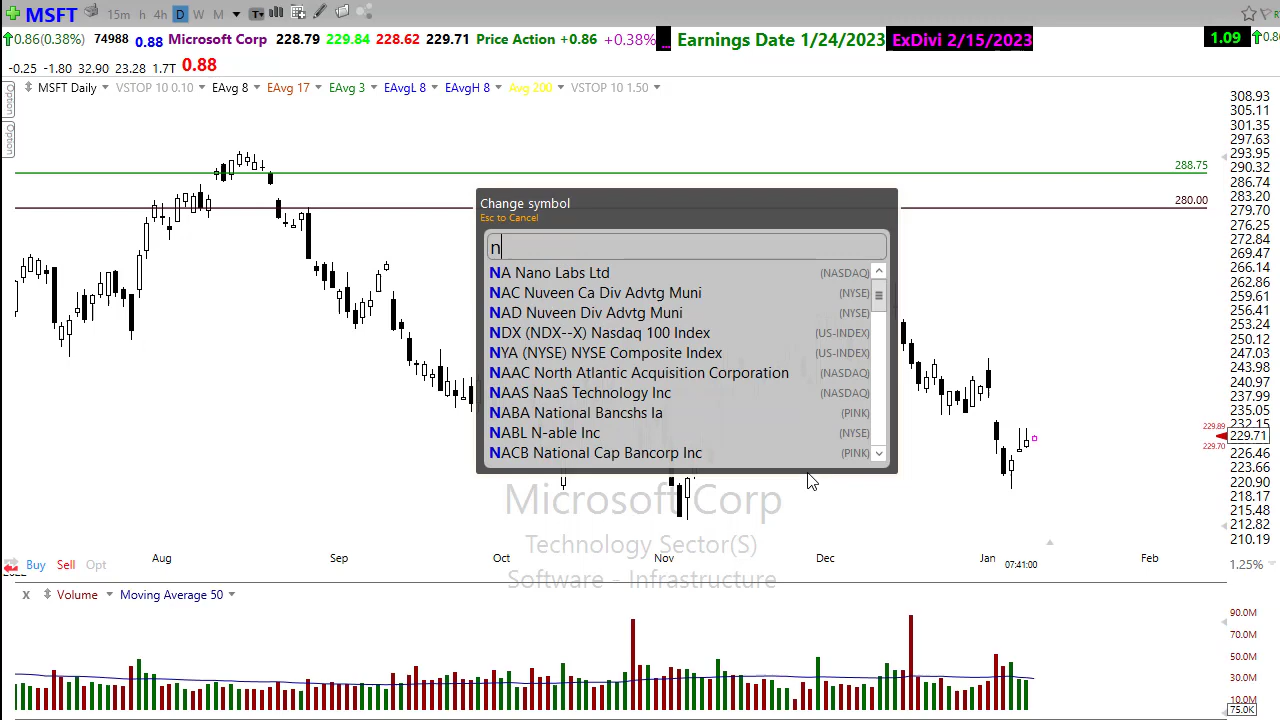 MSFT 15m h 4h D W M
0.86(0.38%) 74988 0.88 Microsoft Corp 228.79 229.84 228.62 229.71 Price Action +0.86 +0.38% ... Earnings Date 1/24/2023 ExDivi 2/15/2023 1.09 0.86
-0.25 -1.80 32.90 23.28 1.7T 0.88
Option
Option
MSFT Daily VSTOP 10 0.10 EAvg 8 EAvg 17 EAvg 3 EAvgL 8 EAvgH 8 Avg 200 VSTOP 10 1.50
308.93
305.11
301.35
297.63
293.95
290.32
286.74
283.20
279.70
276.25
272.84
269.47
266.14
262.86
259.61
256.41
253.24
250.12
247.03
243.98
240.97
237.99
235.05
232.15
229.71
226.46
223.66
220.90
218.17
215.48
212.82
210.19
288.75
280.00
229.89
229.70
Change symbol
Esc to Cancel
n
NA Nano Labs Ltd (NASDAQ)
NAC Nuveen Ca Div Advtg Muni (NYSE)
NAD Nuveen Div Advtg Muni (NYSE)
NDX (NDX--X) Nasdaq 100 Index (US-INDEX)
NYA (NYSE) NYSE Composite Index (US-INDEX)
NAAC North Atlantic Acquisition Corporation (NASDAQ)
NAAS NaaS Technology Inc (NASDAQ)
NABA National Bancshs Ia (PINK)
NABL N-able Inc (NYSE)
NACB National Cap Bancorp Inc (PINK)
Microsoft Corp
Technology Sector(S)
Software - Infrastructure
Aug Sep Oct Nov Dec Jan Feb
07:41:00
Buy Sell Opt 1.25%
x Volume Moving Average 50
90.0M
70.0M
50.0M
30.0M
10.0M
75.0K